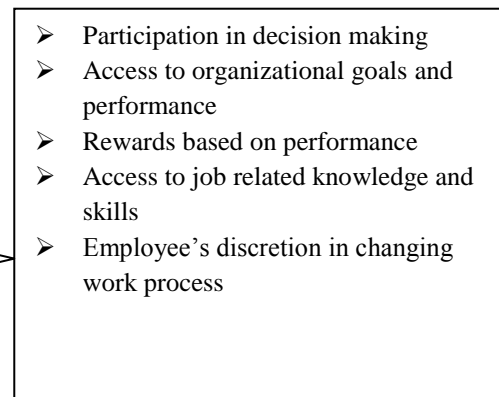 ➢ Participation in decision making
➢ Access to organizational goals and
performance
➢ Rewards based on performance
➢ Access to job related knowledge and
skills
➢ Employee’s discretion in changing
work process